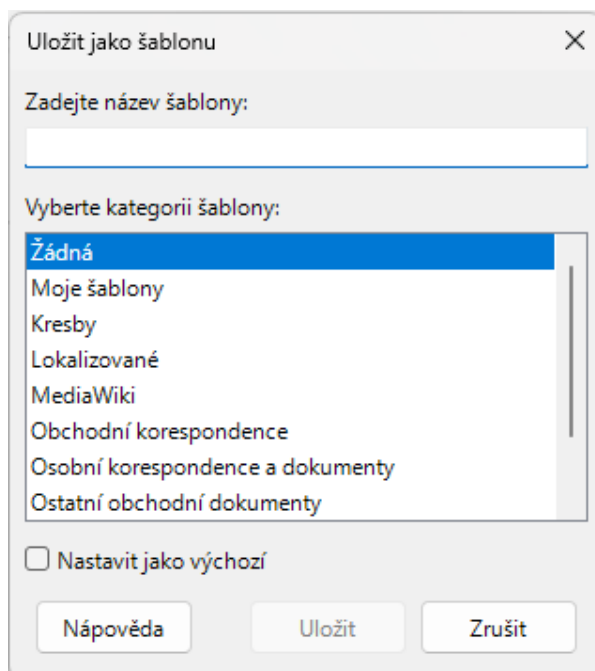 Uložit jako šablonu
Zadejte název šablony:
Vyberte kategorii šablony:
Žádná
Moje šablony
Kresby
Lokalizované
MediaWiki
Obchodní korespondence
Osobní korespondence a dokumenty
Ostatní obchodní dokumenty
Nastavit jako výchozí
Nápověda Uložit Zrušit